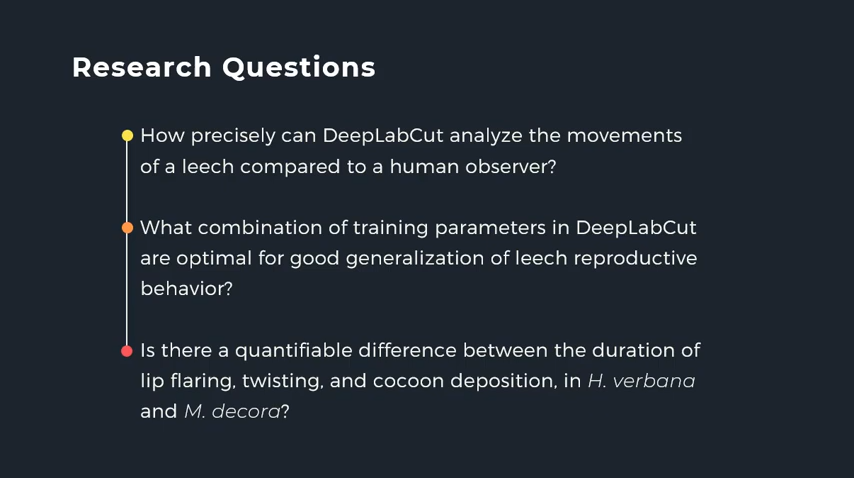 Research Questions
How precisely can DeepLabCut analyze the movements
of a leech compared to a human observer?
What combination of training parameters in DeepLabCut
are optimal for good generalization of leech reproductive
behavior?
Is there a quantifiable difference between the duration of
lip flaring, twisting, and cocoon deposition, in H. verbana
and M. decora?